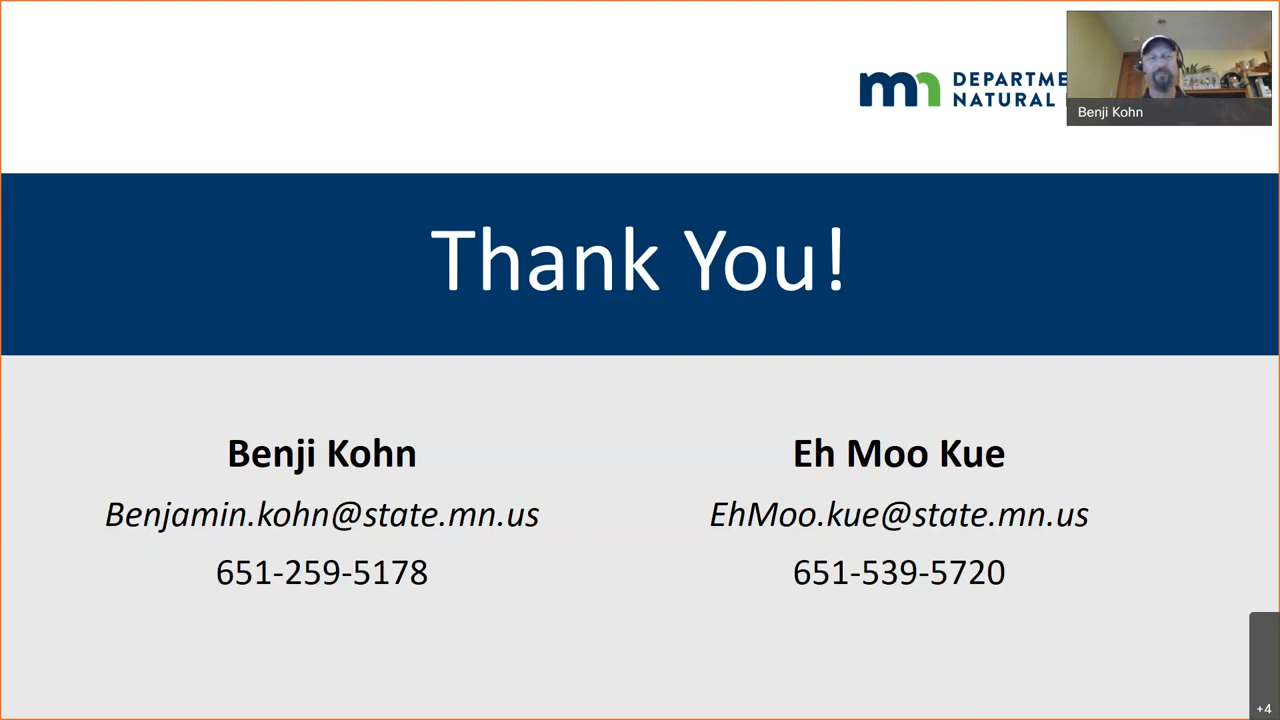 mn DEPARTME
NATURAL
Benji Kohn
Thank You!
Benji Kohn
Benjamin.kohn@state.mn.us
651-259-5178
Eh Moo Kue
EhMoo.kue@state.mn.us
651-539-5720
+4